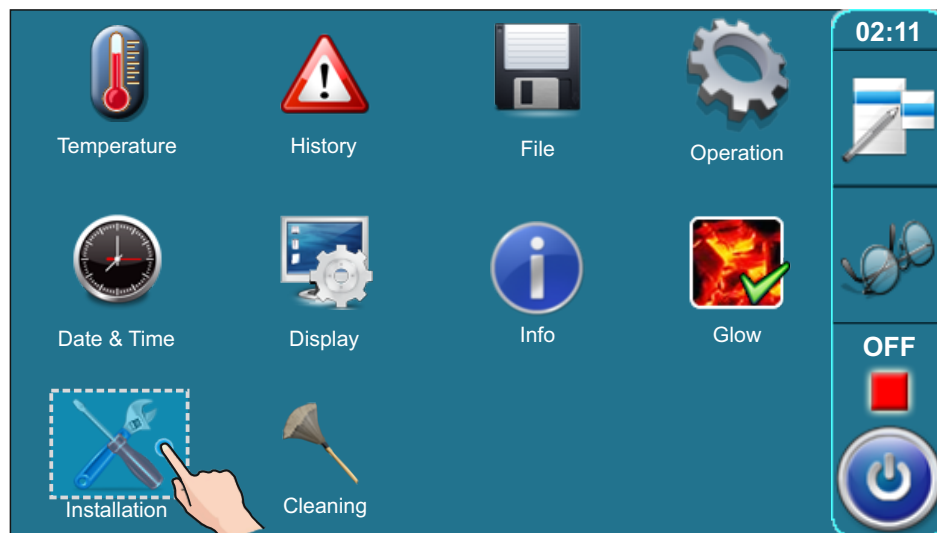 02:11
Temperature
History
File
Operation
Date & Time
Display
Info
Glow
OFF
Installation
Cleaning